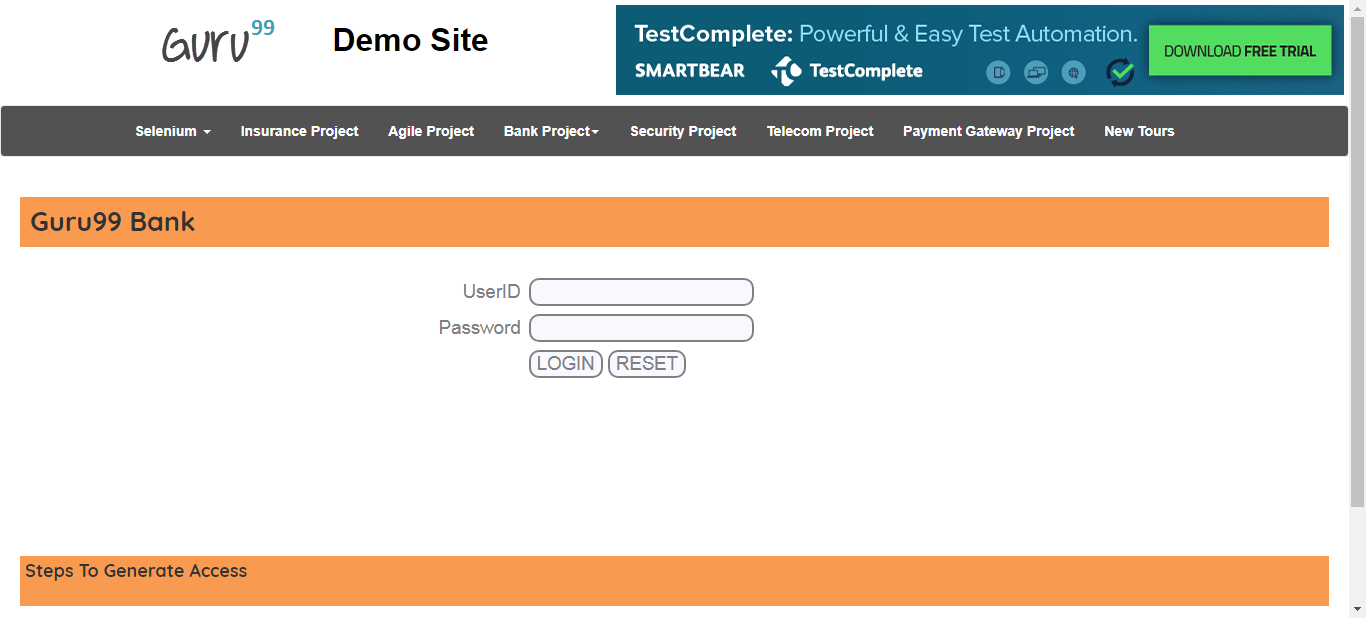 Guru99
Demo Site
TestComplete: Powerful & Easy Test Automation.
SMARTBEAR TestComplete
DOWNLOAD FREE TRIAL
Selenium Insurance Project Agile Project Bank Project Security Project Telecom Project Payment Gateway Project New Tours
Guru99 Bank
UserID
Password
LOGIN RESET
Steps To Generate Access